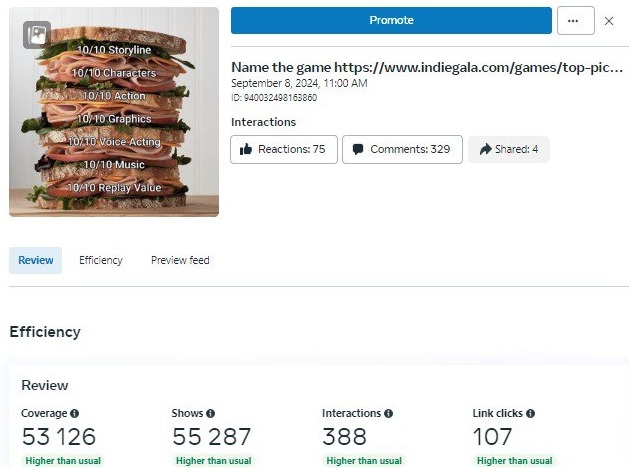 10/10 Storyline
10/10 Characters
10/10 Action
10/10 Graphics
10/10 Voice Acting
10/10 Music
10/10 Replay Value
Promote
Name the game https://www.indiegala.com/games/top-pic...
September 8, 2024, 11:00 AM
ID: 940032498163860
Interactions
Reactions: 75 Comments: 329 Shared: 4
Review Efficiency Preview feed
Efficiency
Review
Coverage Shows Interactions Link clicks
53 126 55 287 388 107
Higher than usual Higher than usual Higher than usual Higher than usual